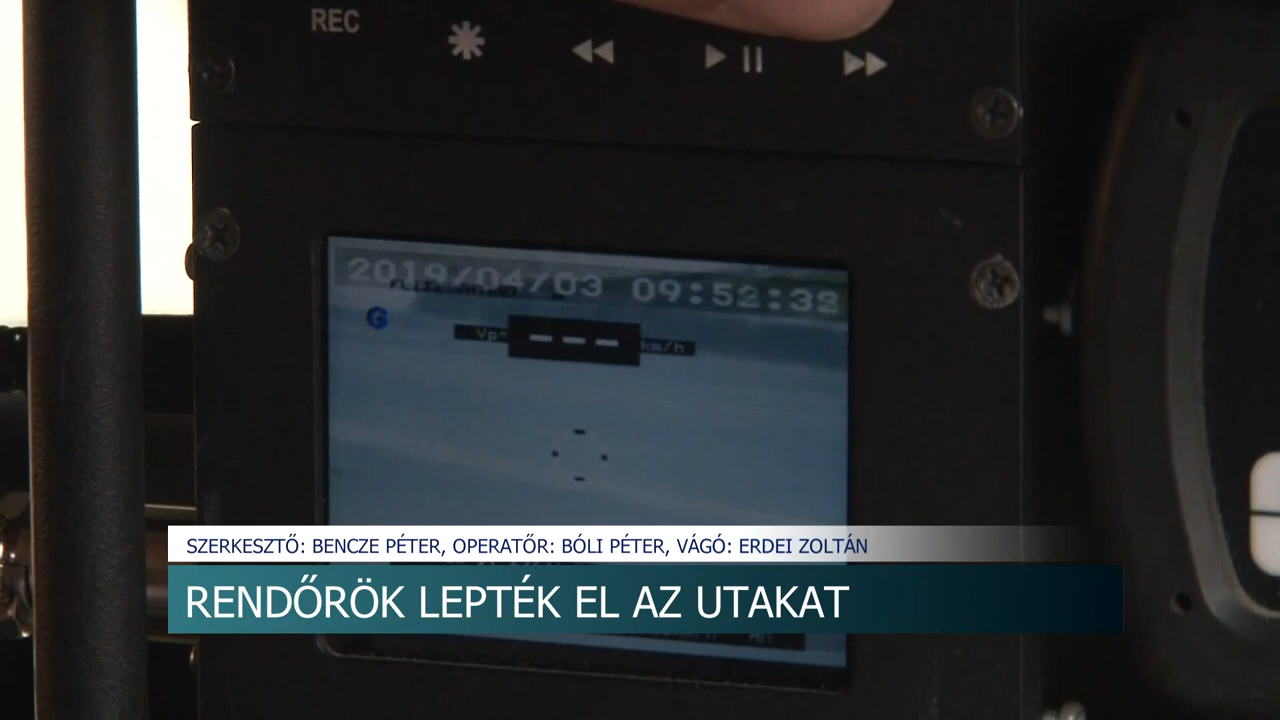 REC
2019/04/03 09:52:32
G
Vp= --- km/h
SZERKESZTŐ: BENCZE PÉTER, OPERATŐR: BÓLI PÉTER, VÁGÓ: ERDEI ZOLTÁN
RENDŐRÖK LEPTÉK EL AZ UTAKAT